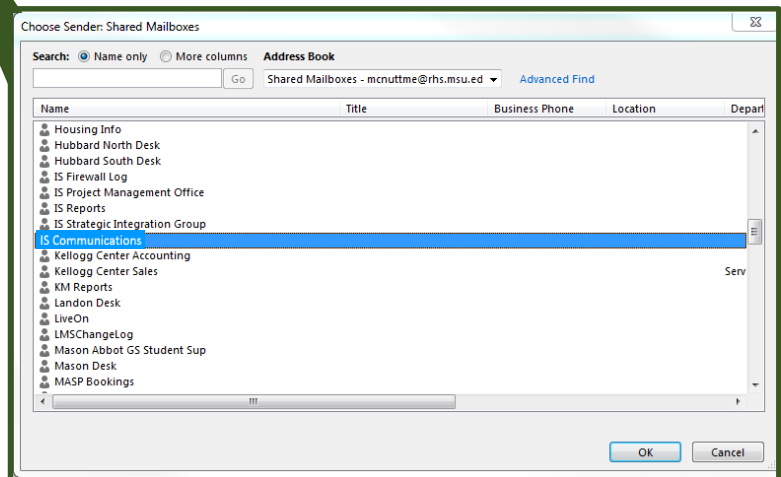 Choose Sender: Shared Mailboxes
Search: Name only More columns Address Book
Go Shared Mailboxes - mcnuttme@rhs.msu.ed Advanced Find
Name Title Business Phone Location Depart
Housing Info
Hubbard North Desk
Hubbard South Desk
IS Firewall Log
IS Project Management Office
IS Reports
IS Strategic Integration Group
IS Communications
Kellogg Center Accounting
Kellogg Center Sales Serv
KM Reports
Landon Desk
LiveOn
LMSChangeLog
Mason Abbot GS Student Sup
Mason Desk
MASP Bookings
OK Cancel